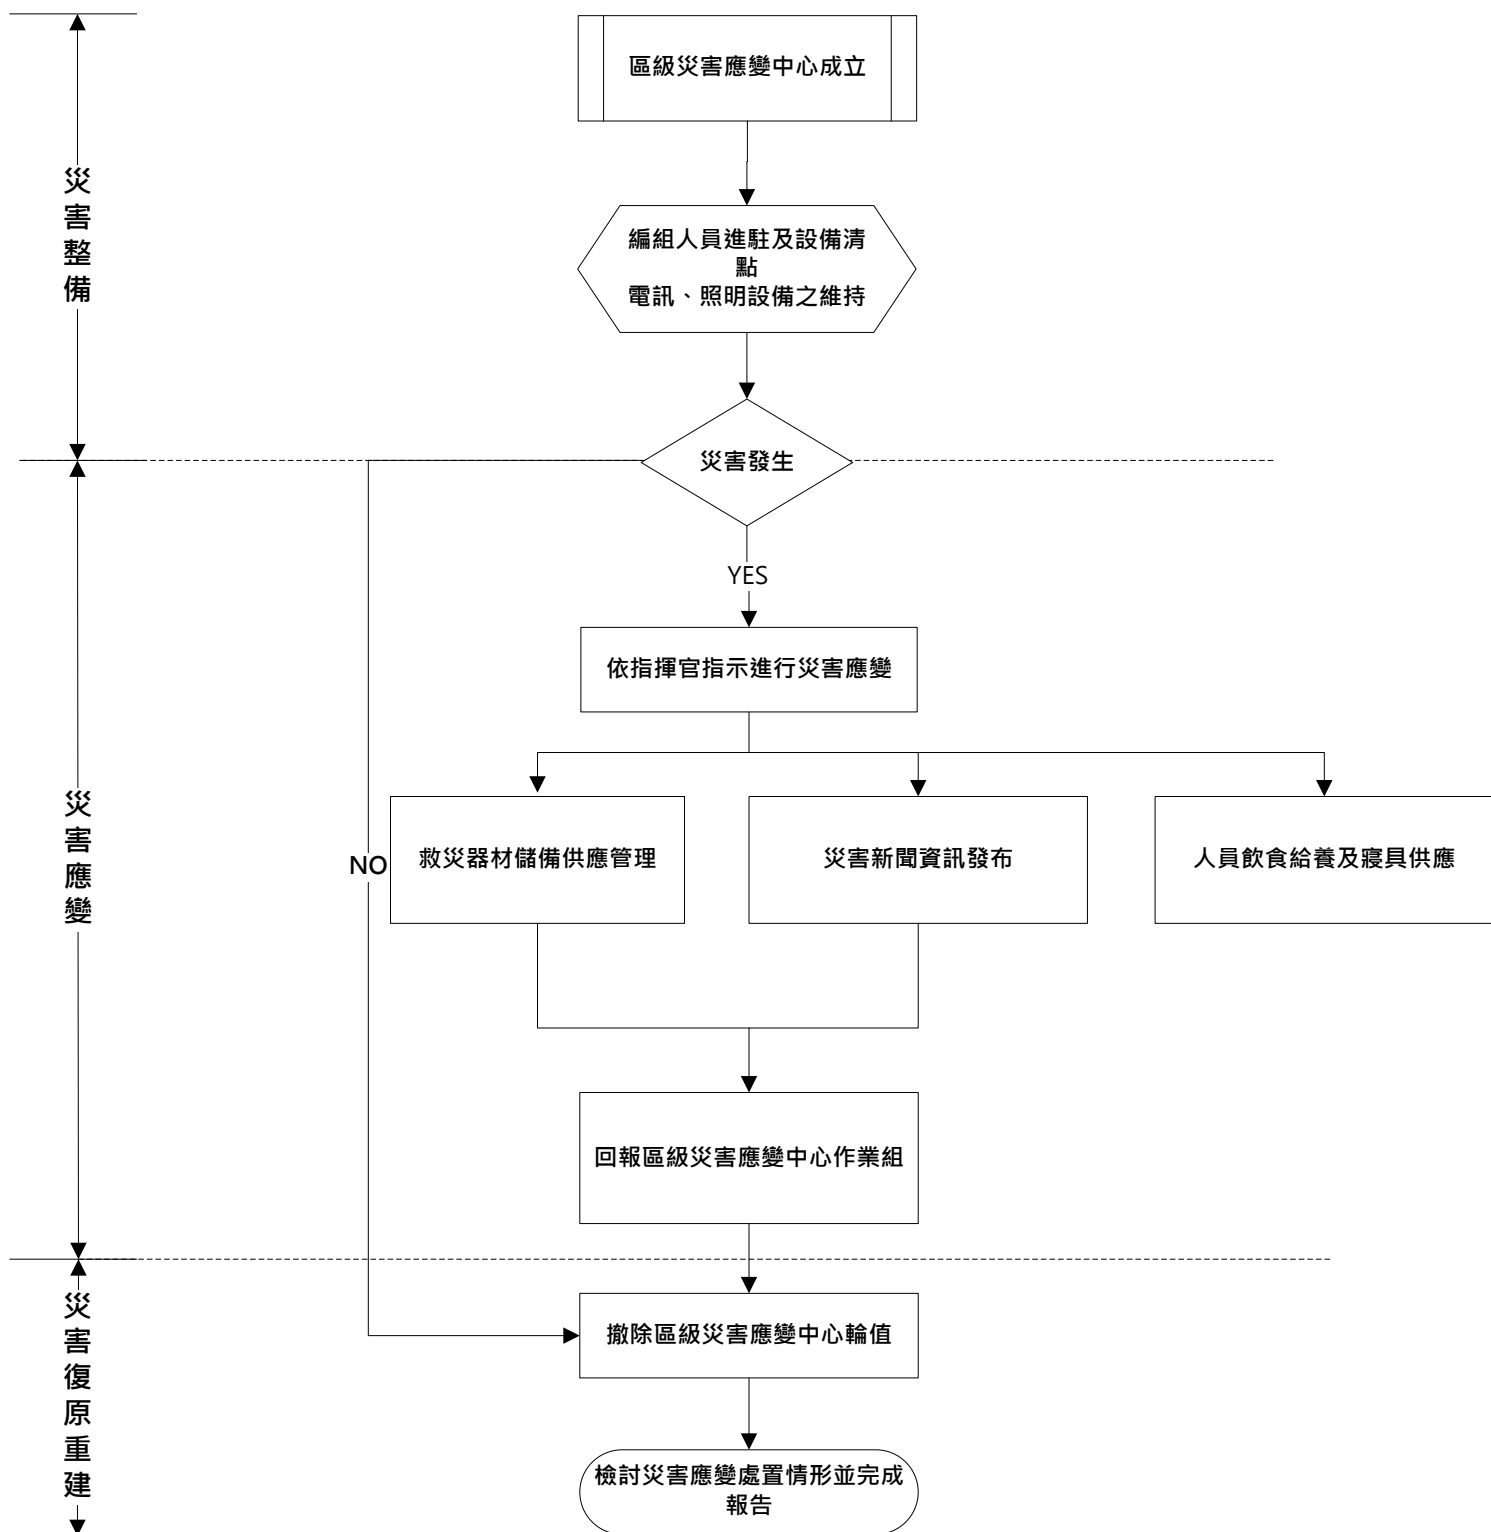 區級災害應變中心成立
災害整備
編組人員進駐及設備清
點
電訊、照明設備之維持
災害發生
YES
依指揮官指示進行災害應變
災害應變
NO
救災器材儲備供應管理
災害新聞資訊發布
人員飲食給養及寢具供應
回報區級災害應變中心作業組
災害復原重建
撤除區級災害應變中心輪值
檢討災害應變處置情形並完成
報告